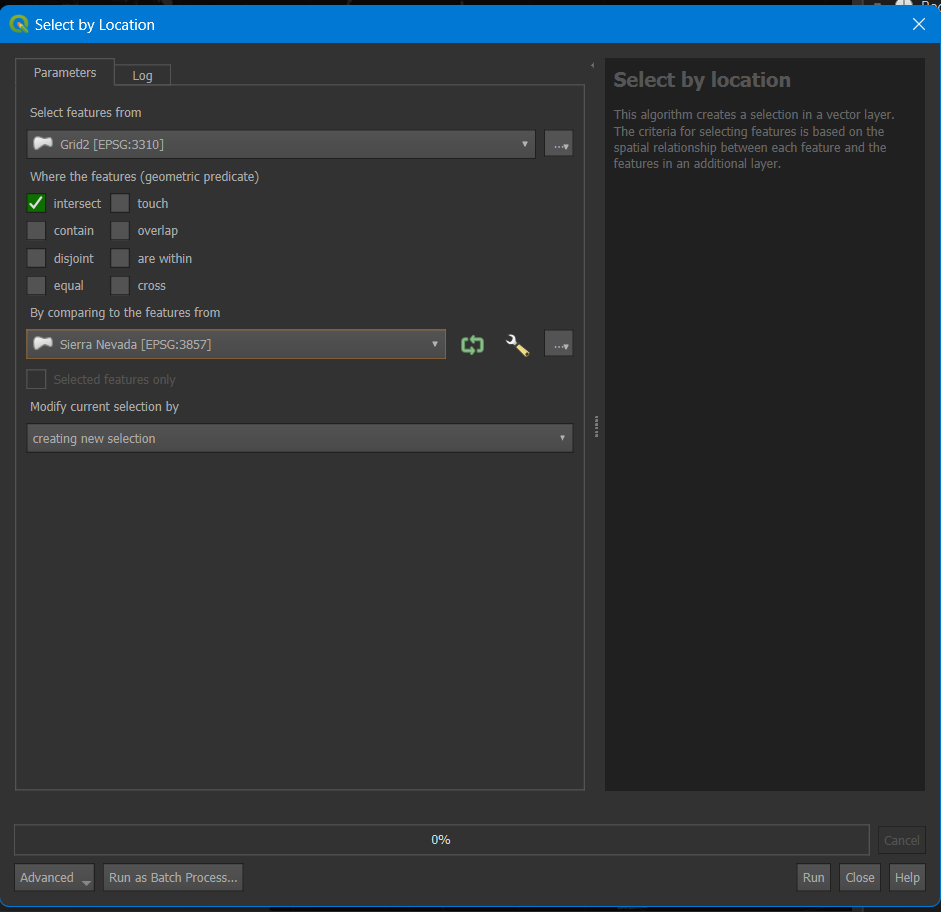 Select by Location
Parameters
Log
Select features from
Grid2 [EPSG:3310]
...
Where the features (geometric predicate)
intersect
touch
contain
overlap
disjoint
are within
equal
cross
By comparing to the features from
Sierra Nevada [EPSG:3857]
...
Selected features only
Modify current selection by
creating new selection
Select by location
This algorithm creates a selection in a vector layer.
The criteria for selecting features is based on the
spatial relationship between each feature and the
features in an additional layer.
0%
Cancel
Advanced
Run as Batch Process...
Run
Close
Help